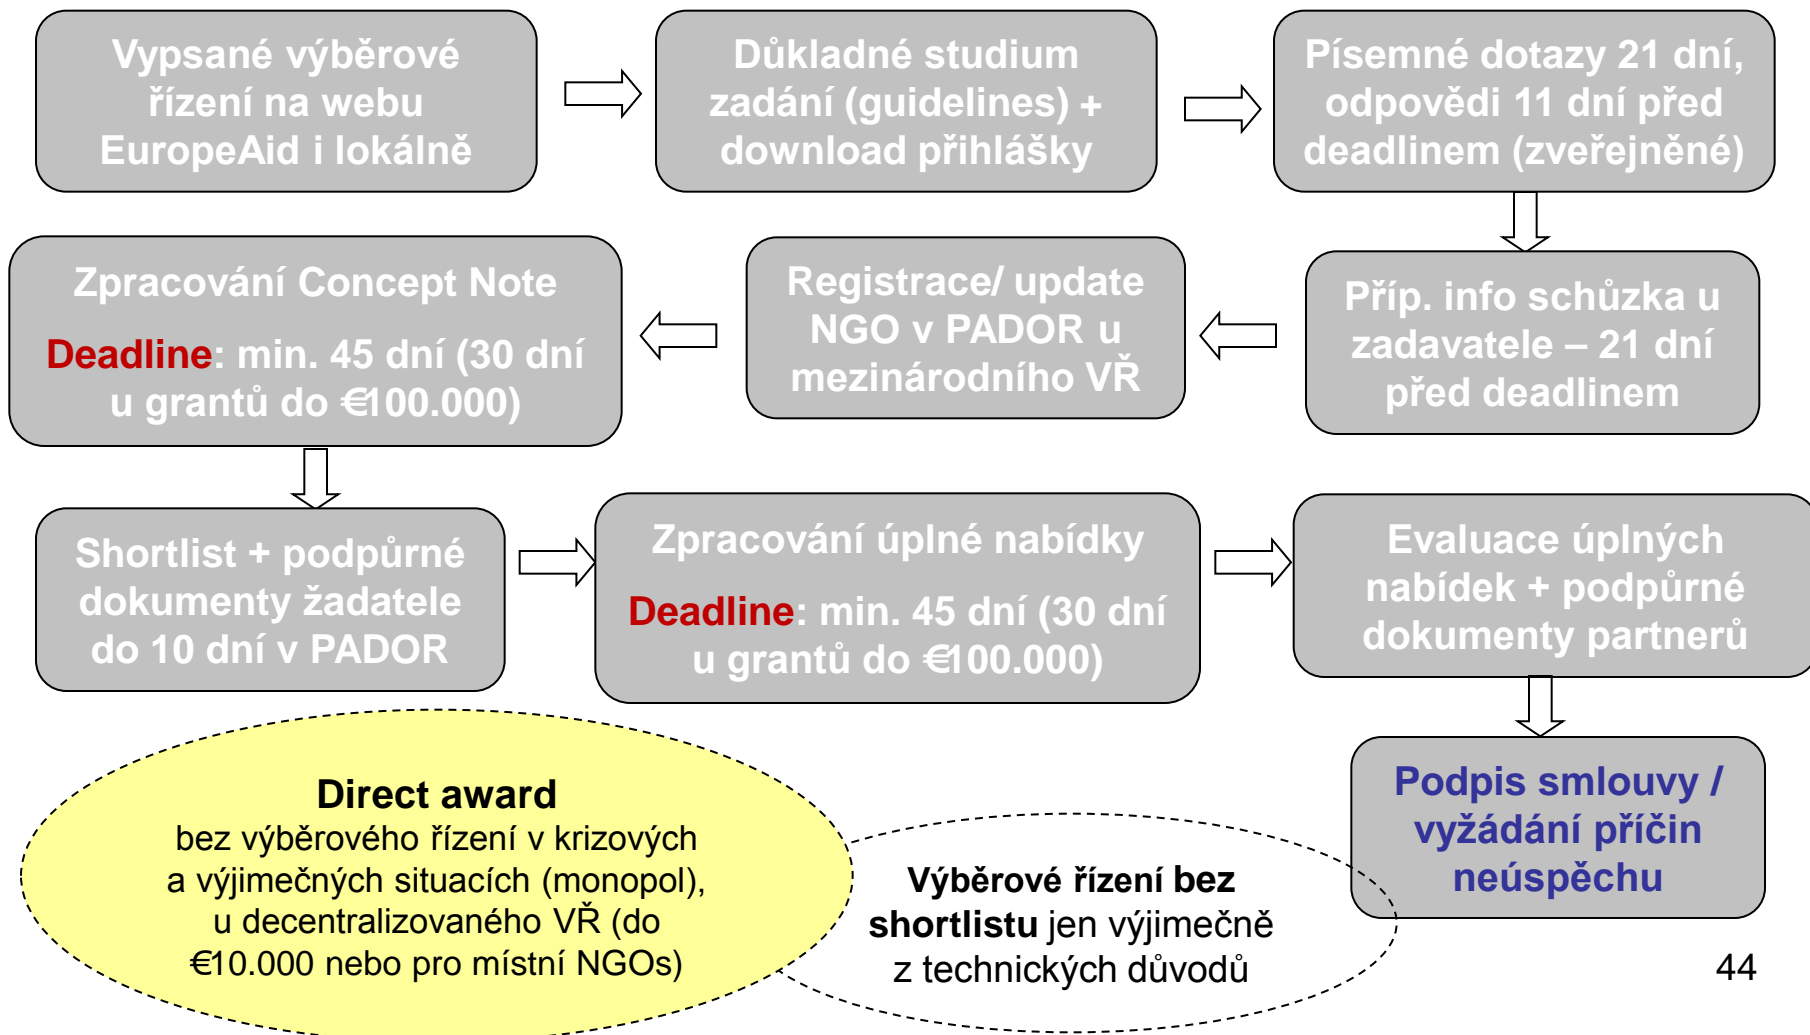 Vypsané výběrové
řízení na webu
EuropeAid i lokálně
Důkladné studium
zadání (guidelines) +
download přihlášky
Písemné dotazy 21 dní,
odpovědi 11 dní před
deadlinem (zveřejněné)
Příp. info schůzka u
zadavatele – 21 dní
před deadlinem
Registrace/ update
NGO v PADOR u
mezinárodního VŘ
Zpracování Concept Note
Deadline: min. 45 dní (30 dní
u grantů do €100.000)
Shortlist + podpůrné
dokumenty žadatele
do 10 dní v PADOR
Zpracování úplné nabídky
Deadline: min. 45 dní (30 dní
u grantů do €100.000)
Evaluace úplných
nabídek + podpůrné
dokumenty partnerů
Podpis smlouvy /
vyžádání příčin
neúspěchu
Direct award
bez výběrového řízení v krizových
a výjimečných situacích (monopol),
u decentralizovaného VŘ (do
€10.000 nebo pro místní NGOs)
Výběrové řízení bez
shortlistu jen výjimečně
z technických důvodů
44